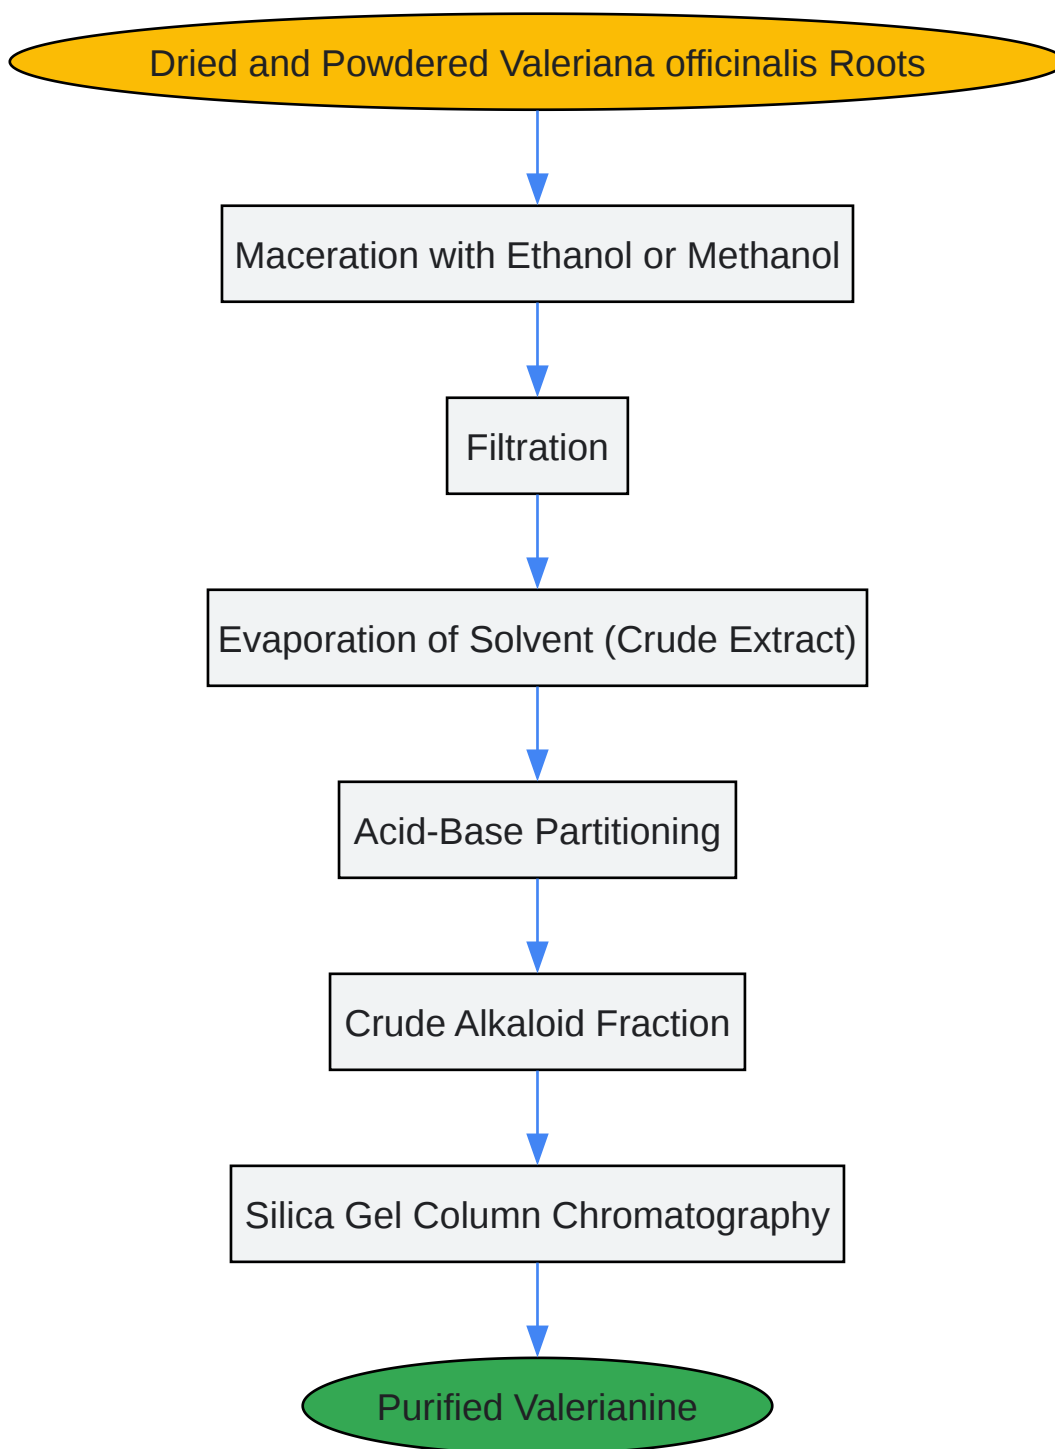 Dried and Powdered Valeriana officinalis Roots
Maceration with Ethanol or Methanol
Filtration
Evaporation of Solvent (Crude Extract)
Acid-Base Partitioning
Crude Alkaloid Fraction
Silica Gel Column Chromatography
Purified Valerianine